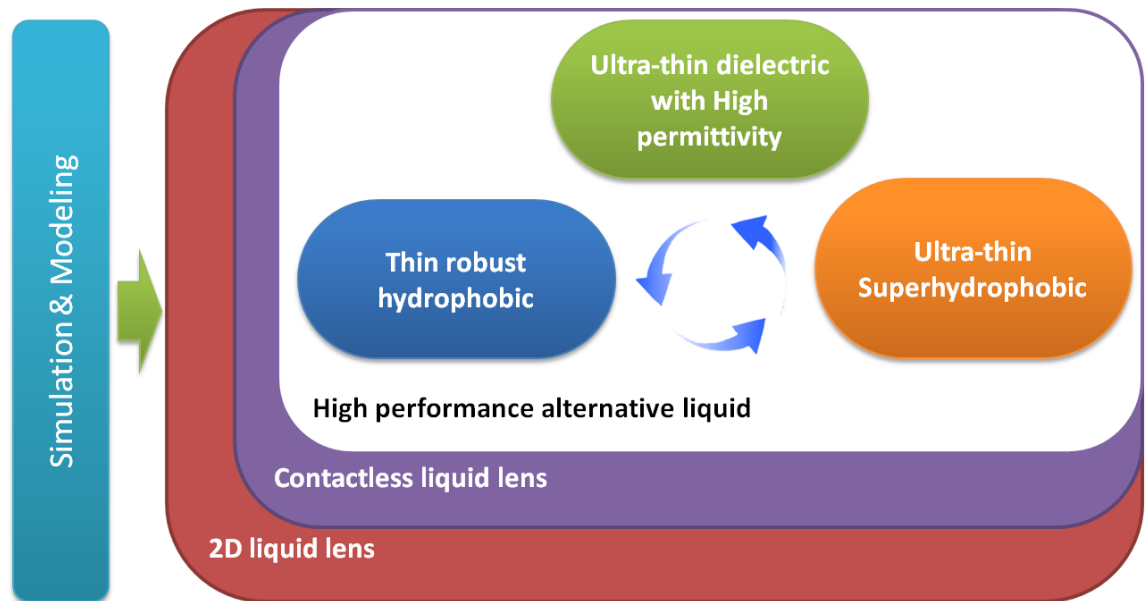 Simulation & Modeling
Ultra-thin dielectric
with High
permittivity
Thin robust
hydrophobic
Ultra-thin
Superhydrophobic
High performance alternative liquid
Contactless liquid lens
2D liquid lens